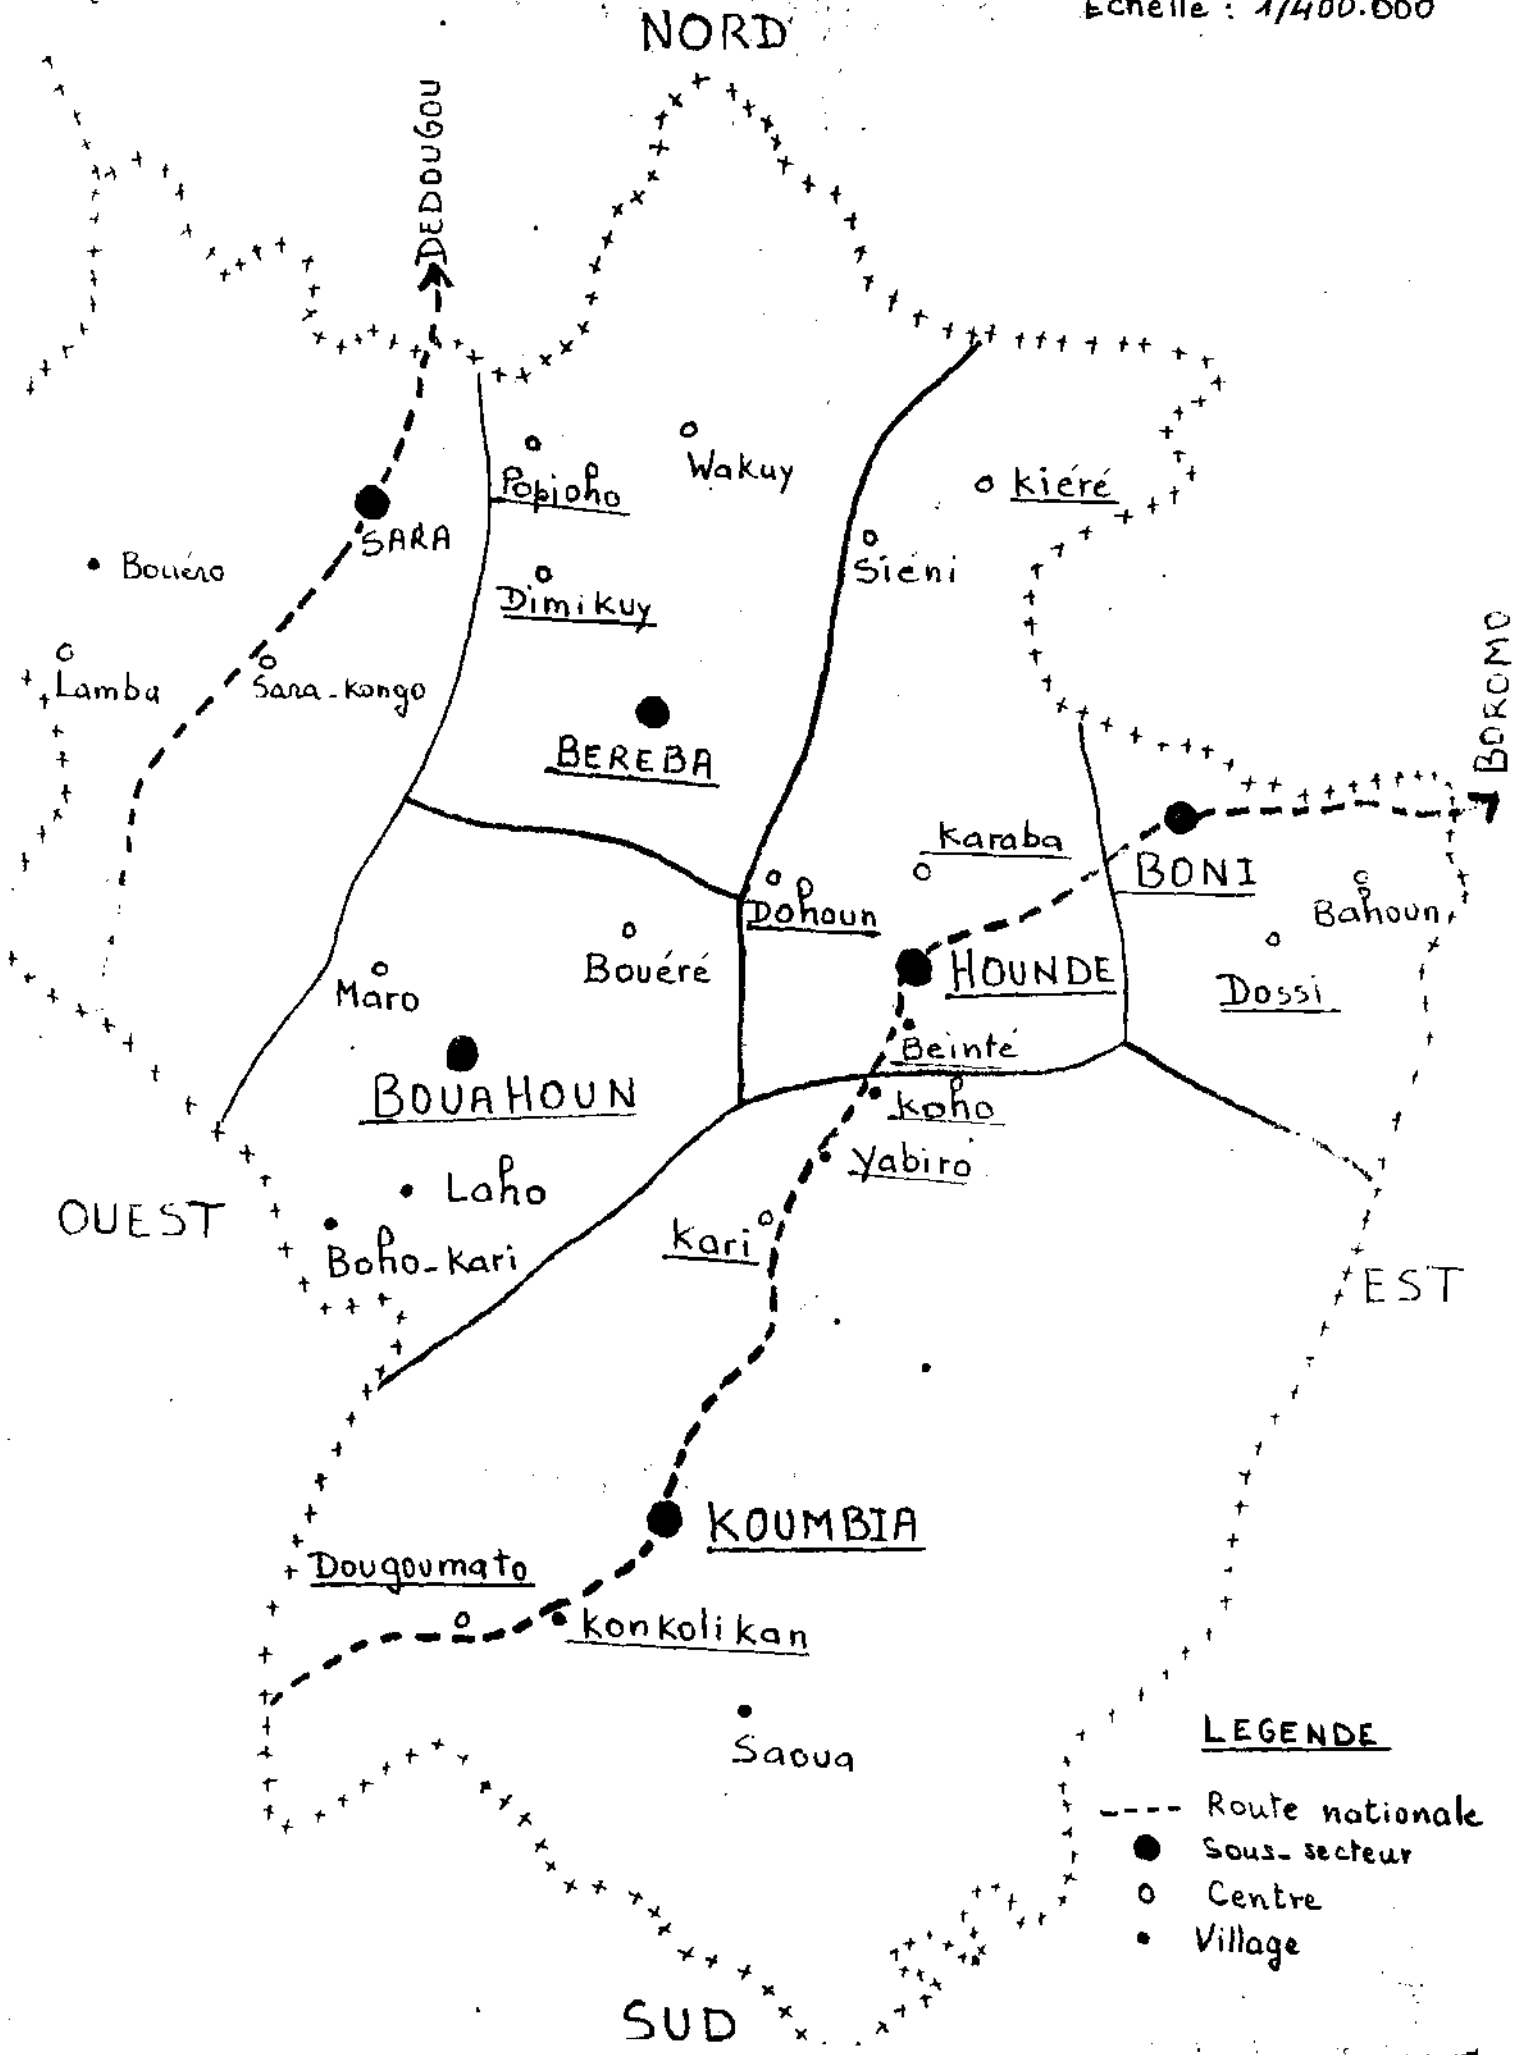 Echelle : 1/400.000
NORD
DEDOUGOU
Wakuy
Popioho
Kiéré
SARA
Siéni
Bouéro
Dimikuy
Lamba
Sara-Kongo
BOROMO
BEREBA
Karaba
BONI
Dohoun
Bahoun
Bouéré
HOUNDE
Maro
Dossi
Beinté
BOUAHOUN
Koho
Yabiro
Laho
OUEST
Kari
Boho-Kari
EST
KOUMBIA
Dougoumato
Konkolikan
Saoua
LEGENDE
Route nationale
Sous-secteur
Centre
Village
SUD